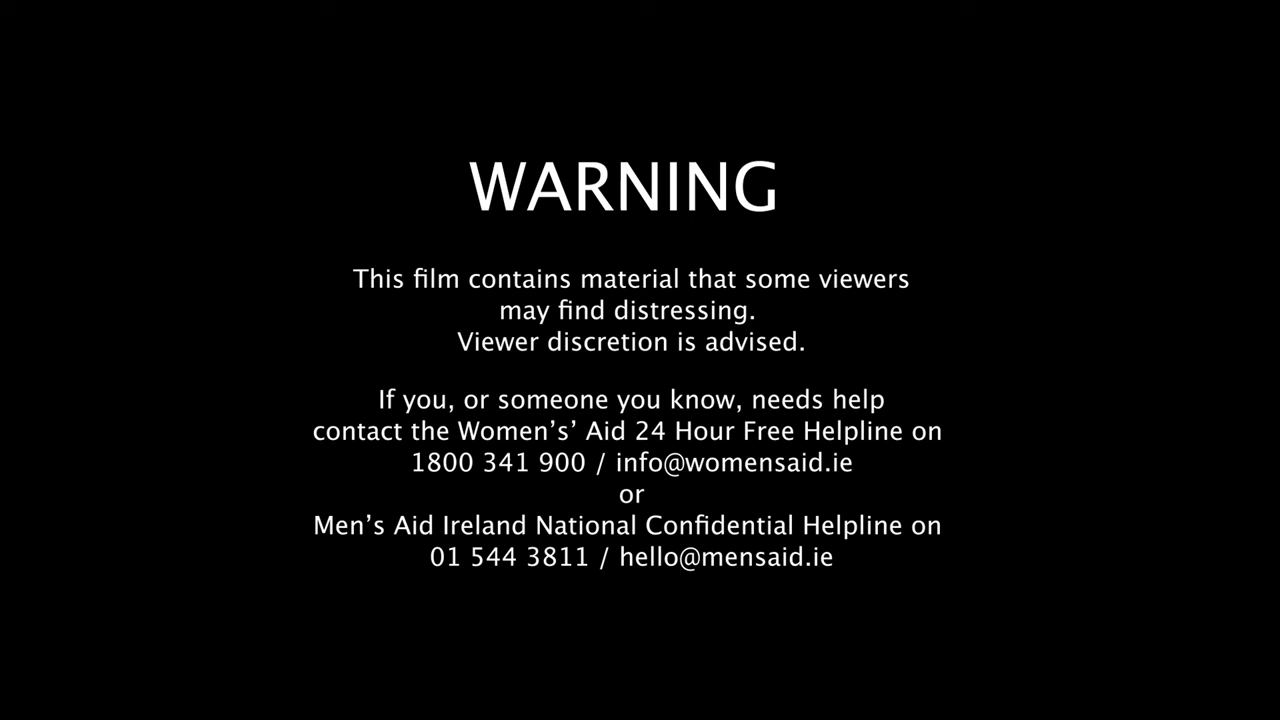 WARNING
This film contains material that some viewers
may find distressing.
Viewer discretion is advised.
If you, or someone you know, needs help
contact the Women’s’ Aid 24 Hour Free Helpline on
1800 341 900 / info@womensaid.ie
or
Men’s Aid Ireland National Confidential Helpline on
01 544 3811 / hello@mensaid.ie